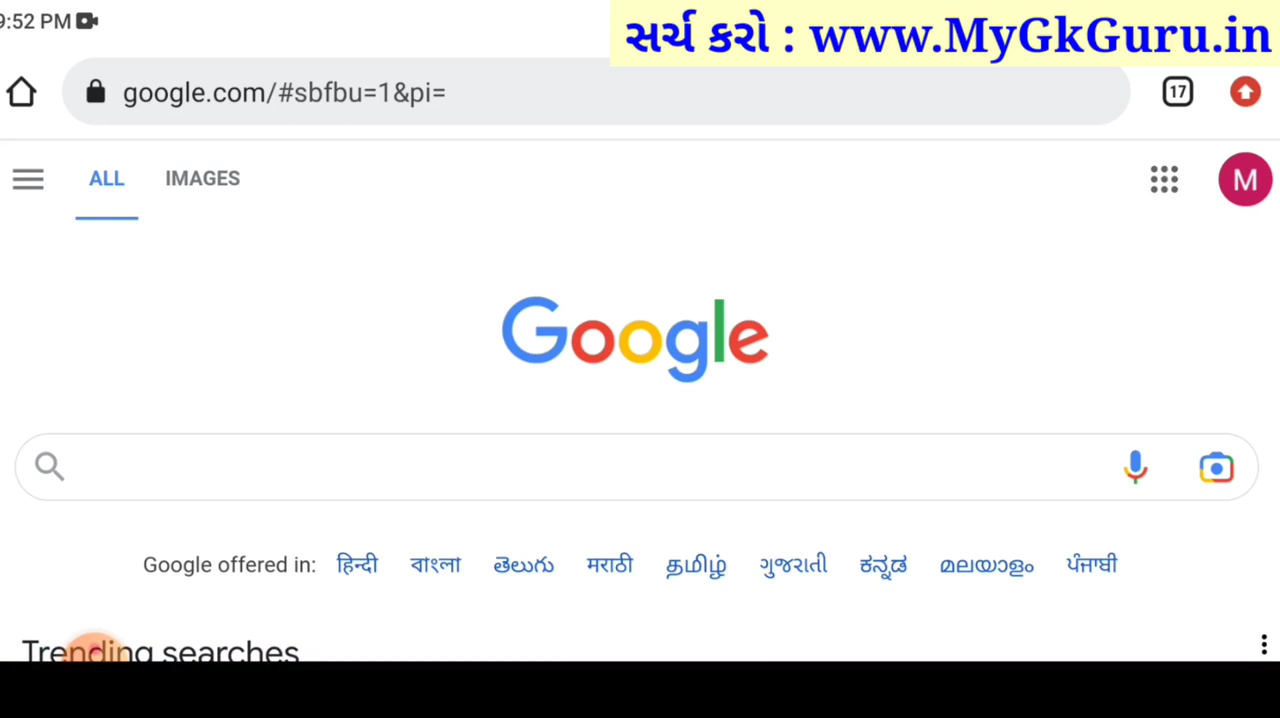 9:52 PM
સર્ચ કરો : www.MyGkGuru.in
google.com/#sbfbu=1&pi=
17
ALL IMAGES
M
Google
Google offered in: हिन्दी বাংলা తెలుగు मराठी தமிழ் ગુજરાતી ಕನ್ನಡ മലയാളം ਪੰਜਾਬੀ
Trending searches